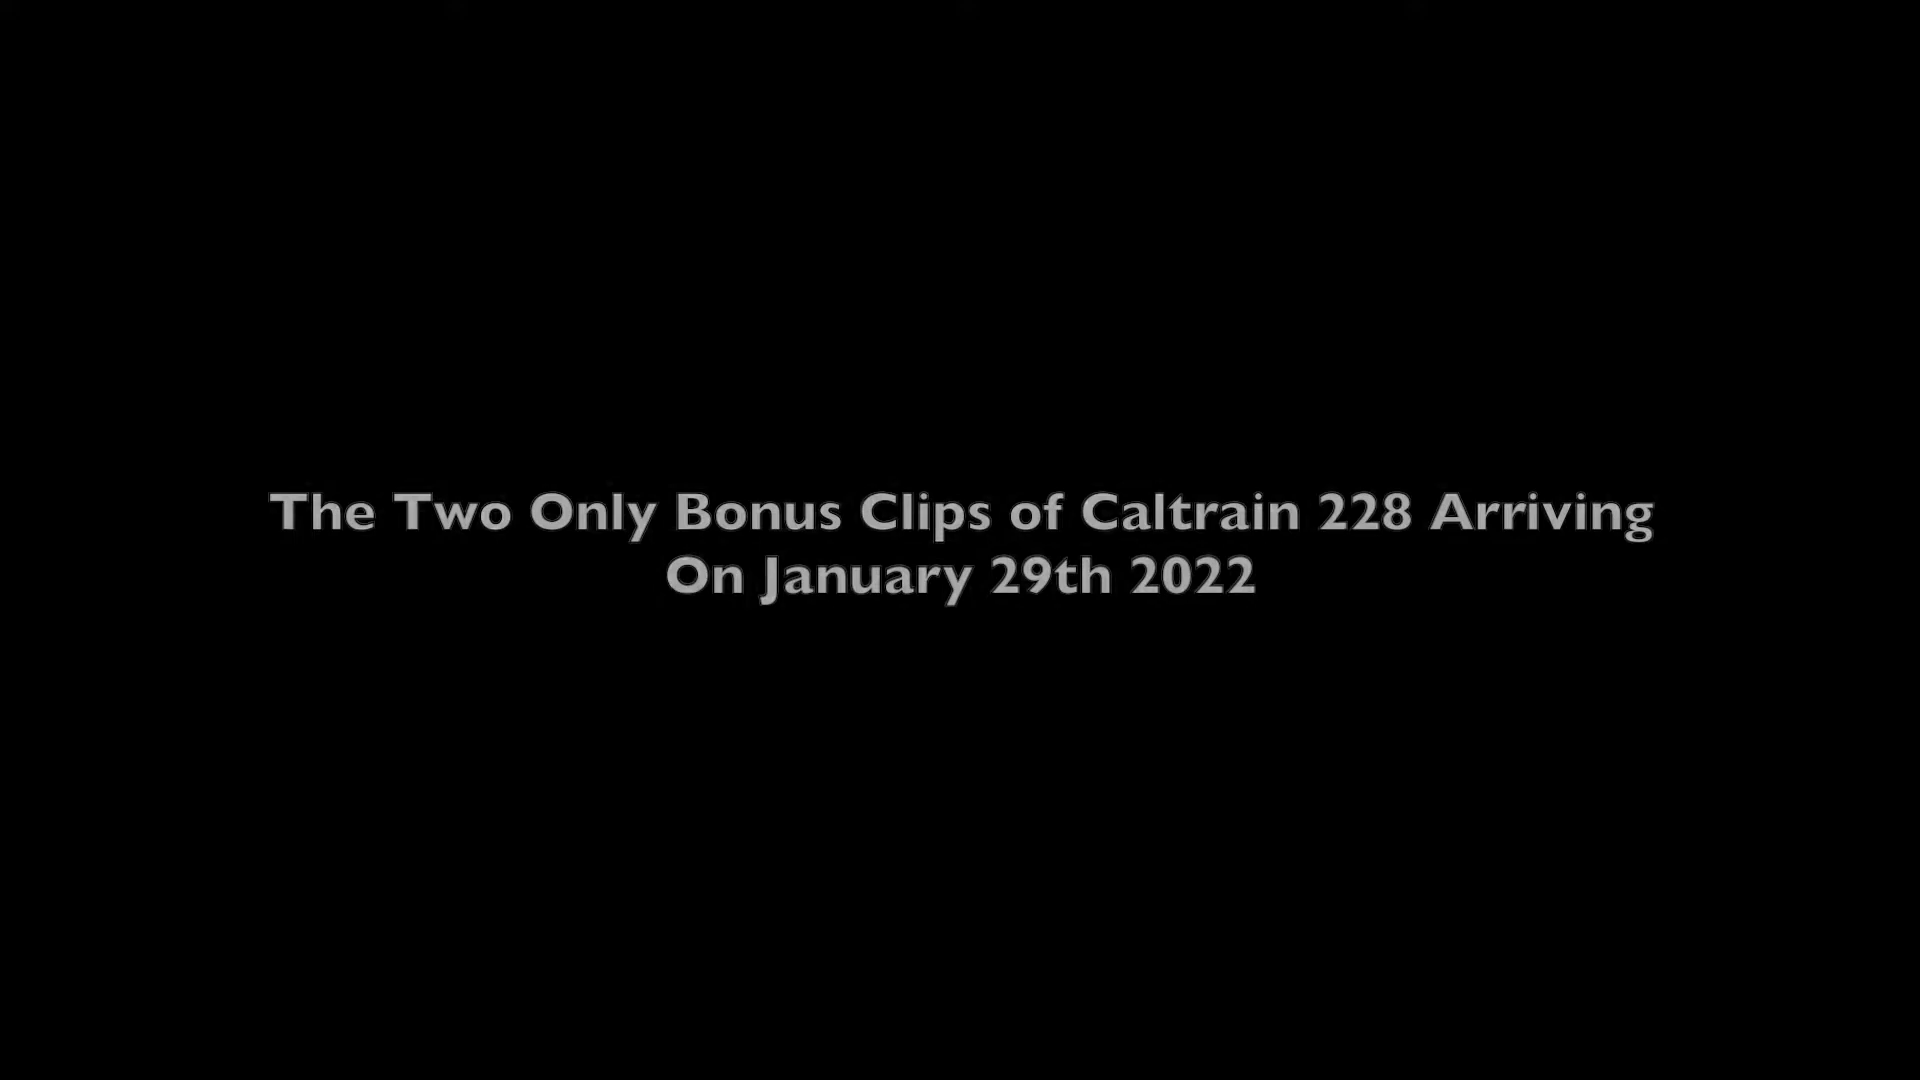 The Two Only Bonus Clips of Caltrain 228 Arriving
On January 29th 2022